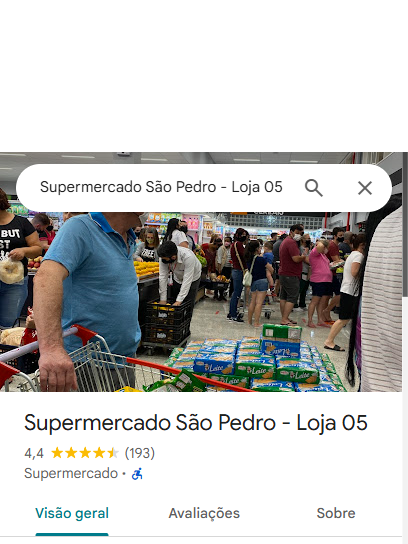 Supermercado São Pedro - Loja 05
BUT
Leite
Supermercado São Pedro - Loja 05
4,4 (193)
Supermercado ·
Visão geral
Avaliações
Sobre